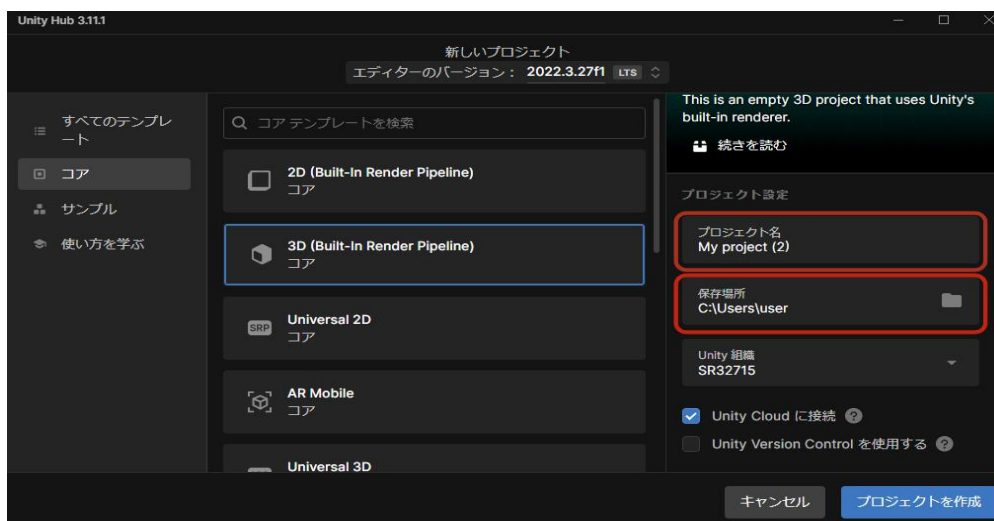 Unity Hub 3.11.1
新しいプロジェクト
エディターのバージョン： 2022.3.27f1 LTS
すべてのテンプレ
ート
コア
サンプル
使い方を学ぶ
コア テンプレートを検索
2D (Built-In Render Pipeline)
コア
3D (Built-In Render Pipeline)
コア
SRP
Universal 2D
コア
AR Mobile
コア
Universal 3D
This is an empty 3D project that uses Unity's
built-in renderer.
続きを読む
プロジェクト設定
プロジェクト名
My project (2)
保存場所
C:\Users\user
Unity 組織
SR32715
Unity Cloud に接続 ?
Unity Version Control を使用する ?
キャンセル
プロジェクトを作成